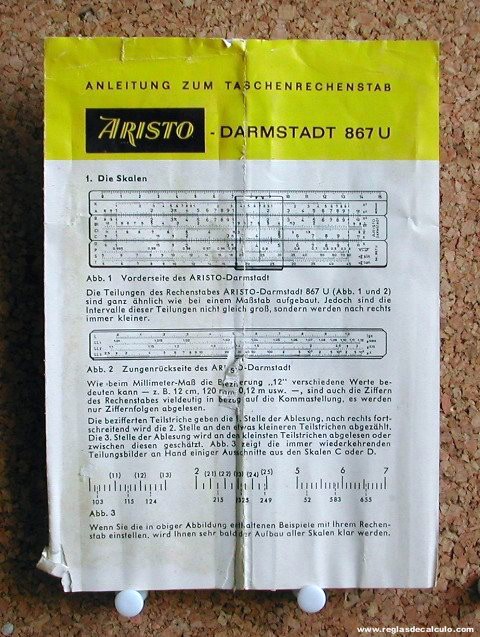 ANLEITUNG ZUM TASCHENRECHENSTAB
ARISTO - DARMSTADT 867 U
1. Die Skalen
Abb. 1 Vorderseite des ARISTO-Darmstadt
Die Teilungen des Rechenstabes ARISTO-Darmstadt 867 U (Abb. 1 und 2)
sind ganz ähnlich wie bei einem Maßstab aufgebaut. Jedoch sind die
Intervalle dieser Teilungen nicht gleich groß, sondern werden nach rechts
immer kleiner.
Abb. 2 Zungenrückseite des ARISTO-Darmstadt
Wie beim Millimeter-Maß die Bezifferung „12" verschiedene Werte be-
deuten kann — z. B. 12 cm, 120 mm, 0,12 m usw. —, sind auch die Ziffern
des Rechenstabes vieldeutig in bezug auf die Kommastellung, es werden
nur Ziffernfolgen abgelesen.
Die bezifferten Teilstriche geben die 1. Stelle der Ablesung, nach rechts fort-
schreitend wird die 2. Stelle an den etwas kleineren Teilstrichen abgezählt.
Die 3. Stelle der Ablesung wird an den kleinsten Teilstrichen abgelesen oder
zwischen diesen geschätzt. Abb. 3 zeigt die immer wiederkehrenden
Teilungsbilder an Hand einiger Ausschnitte aus den Skalen C oder D.
(11) (12) (13) 2 (21) (22) (23) (24) (25) 5 6 7
103 115 124 215 225 249 52 583 655
Abb. 3
Wenn Sie die in obiger Abbildung enthaltenen Beispiele mit Ihrem Rechen-
stab einstellen, wird Ihnen sehr bald der Aufbau aller Skalen klar werden.
www.reglasdecalculo.com